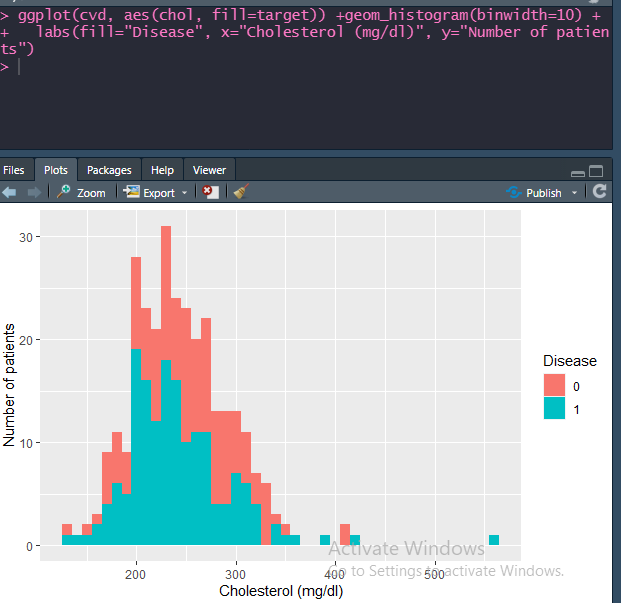 > ggplot(cvd, aes(chol, fill=target)) +geom_histogram(binwidth=10) +
+   labs(fill="Disease", x="Cholesterol (mg/dl)", y="Number of patien
ts")
>
Files Plots Packages Help Viewer
Zoom Export Publish
30
20
10
0
Number of patients
200 300 400 500
Cholesterol (mg/dl)
Disease
0
1
Activate Windows
Go to Settings to activate Windows.